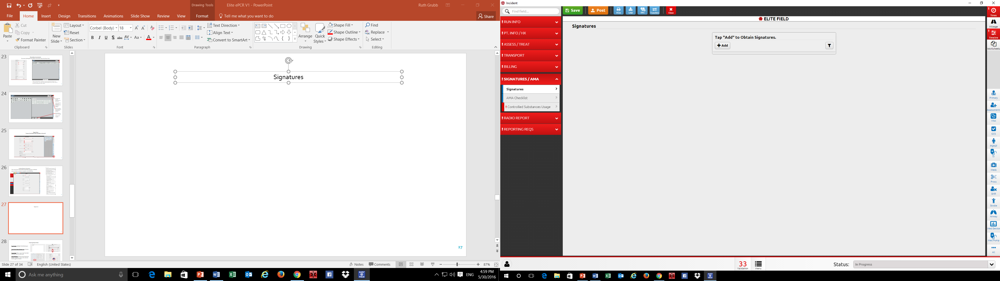 Drawing Tools
Elite ePCR V1 - PowerPoint
Ruth Grubb
File Home Insert Design Transitions Animations Slide Show Review View Format Tell me what you want to do Share
Paste
Cut
Copy
Format Painter
Clipboard
New Slide
Layout
Reset
Section
Slides
Corbel (Body) 18
B I U S abc AV Aa A
Font
Text Direction
Align Text
Convert to SmartArt
Paragraph
Arrange
Quick Styles
Shape Fill
Shape Outline
Shape Effects
Drawing
Find
Replace
Select
Editing
23
24
25
26
27
28
Signatures
27
Slide 27 of 34 English (United States) Notes Comments 87%
Ask me anything
ENG 4:59 PM
5/30/2016
Incident
Find field...
Save Post Print CAD EKG Transfers Close
ELITE FIELD
! RUN INFO
! PT. INFO / HX
! ASSESS / TREAT
! TRANSPORT
! BILLING
! SIGNATURES / AMA
Signatures
AMA Checklist
! Controlled Substances Usage
! RADIO REPORT
! REPORTING REQS
Signatures
Tap "Add" to Obtain Signatures.
Add
Times
Mileage
Timeline
Worksheets
Primary
Assessments
Vital
GCS
PQRST
IV
Meds
Procs
SMR
Stroke
Airway
Med Device
Med Pump
All
33
Validation
Menu
Status: In Progress